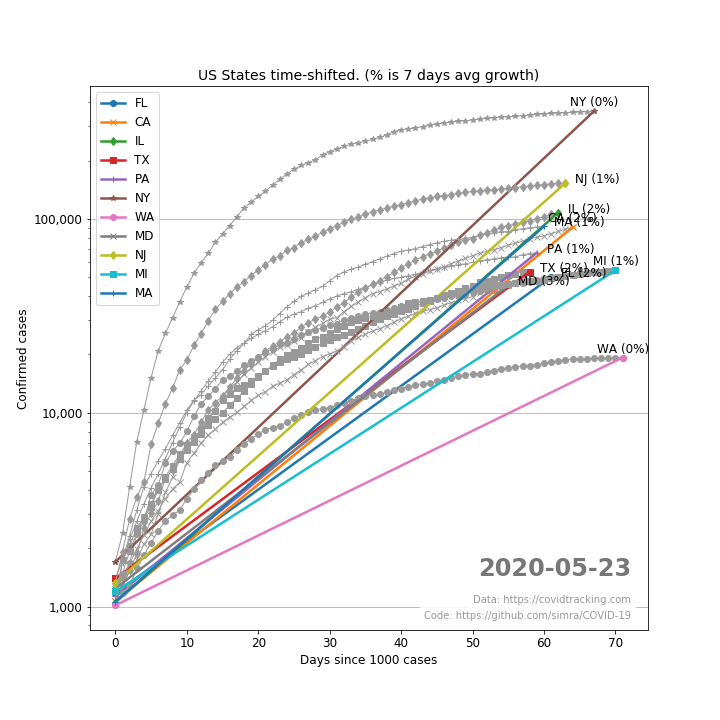 US States time-shifted. (% is 7 days avg growth)
FL
CA
IL
TX
PA
NY
WA
MD
NJ
MI
MA
NY (0%)
NJ (1%)
IL (2%)
CA (2%)
MA (1%)
PA (1%)
MI (1%)
TX (2%)
FL (2%)
MD (3%)
WA (0%)
100,000
10,000
1,000
Confirmed cases
0 10 20 30 40 50 60 70
Days since 1000 cases
2020-05-23
Data: https://covidtracking.com
Code: https://github.com/simra/COVID-19